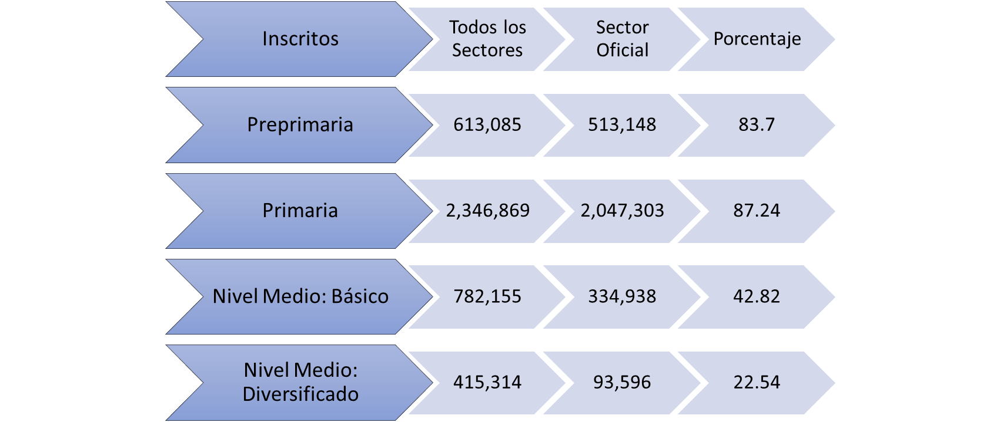 Inscritos
Todos los
Sectores
Sector
Oficial
Porcentaje
Preprimaria
613,085
513,148
83.7
Primaria
2,346,869
2,047,303
87.24
Nivel Medio: Básico
782,155
334,938
42.82
Nivel Medio:
Diversificado
415,314
93,596
22.54